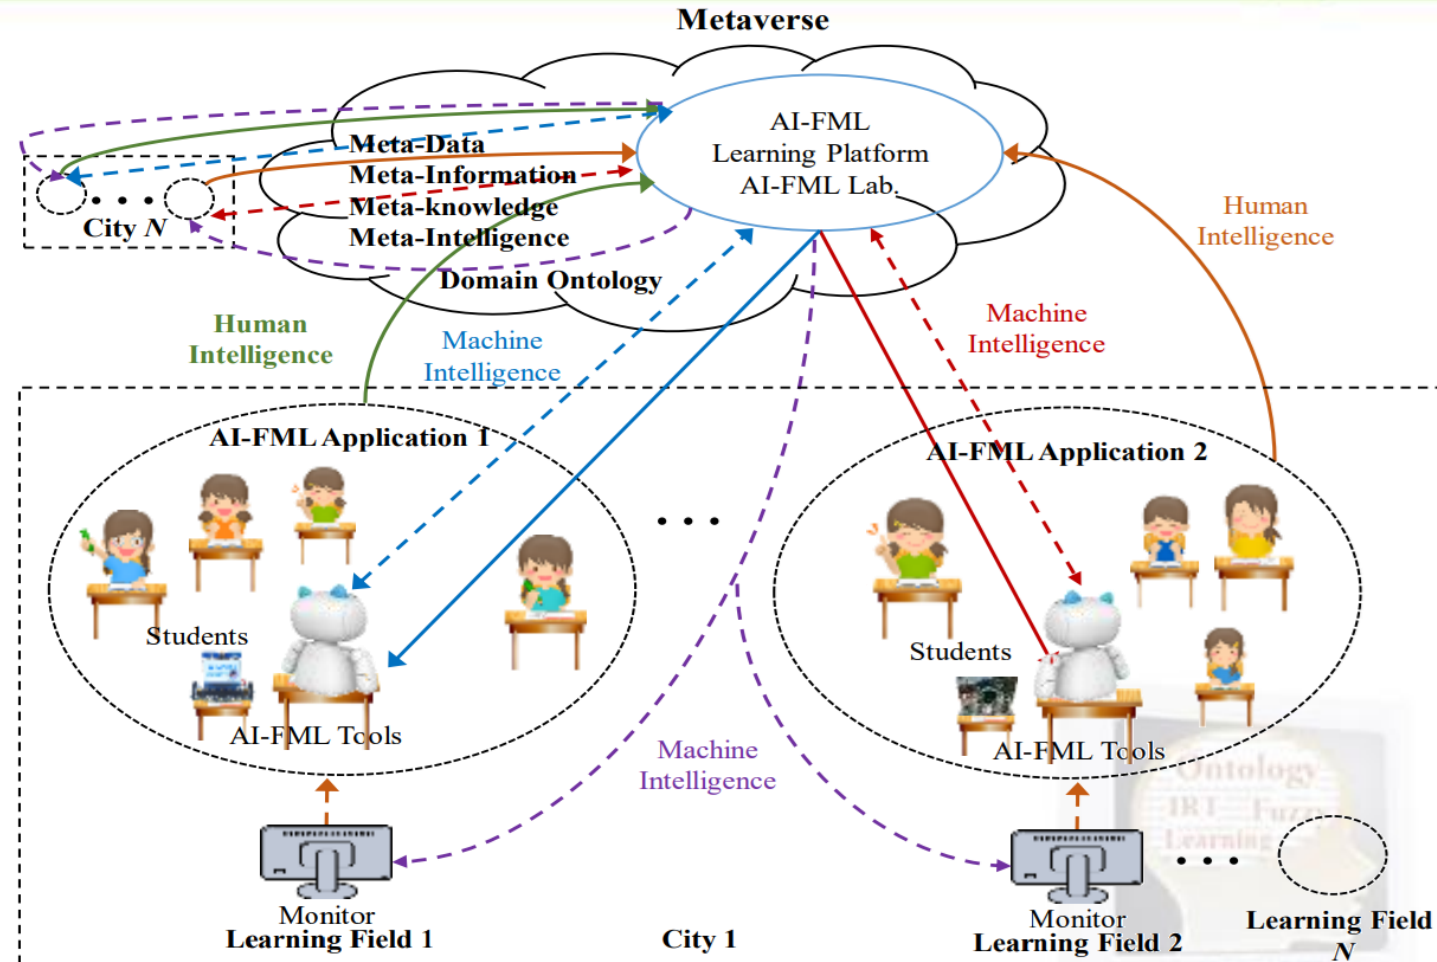 Metaverse
AI-FML
Learning Platform
AI-FML Lab.
Meta-Data
Meta-Information
Meta-knowledge
Meta-Intelligence
Domain Ontology
City N
Human
Intelligence
Human
Intelligence
Machine
Intelligence
Machine
Intelligence
AI-FML Application 1
AI-FML Application 2
Students
AI-FML Tools
Students
AI-FML Tools
Machine
Intelligence
Ontology
IRT Fuzzy
Learning
Monitor
Learning Field 1
City 1
Monitor
Learning Field 2
Learning Field
N